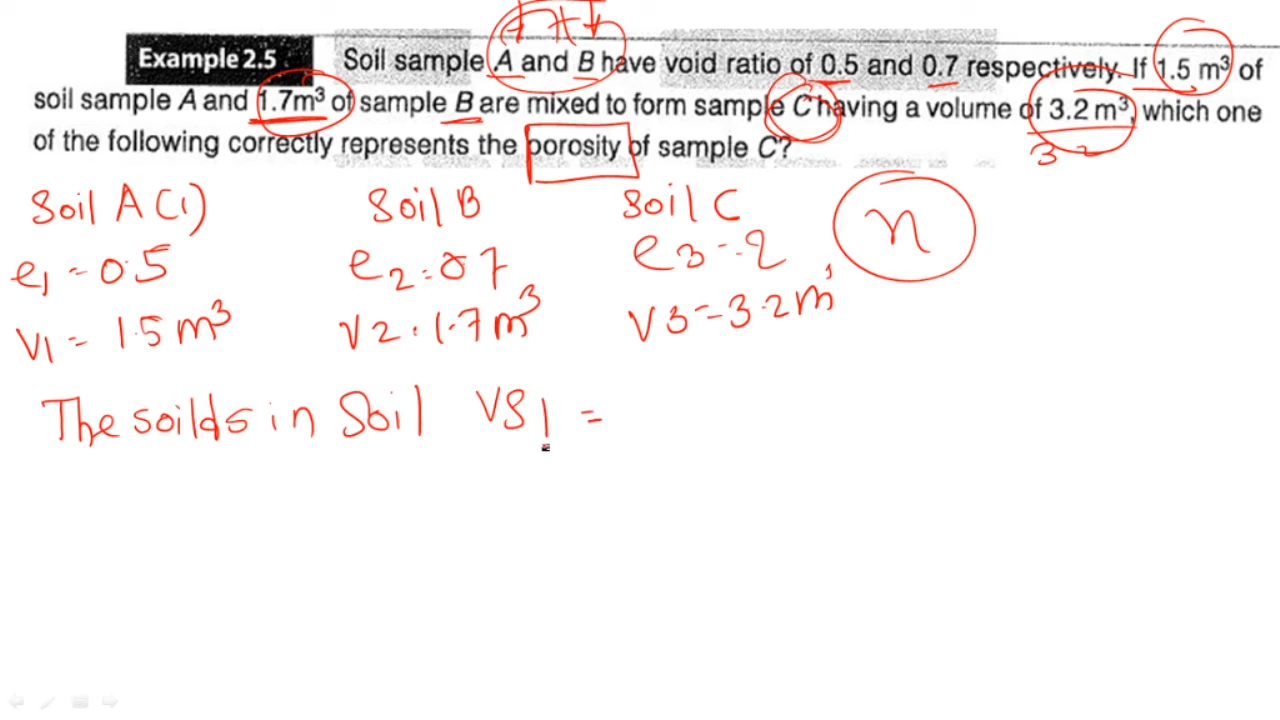 Example 2.5 Soil sample A and B have void ratio of 0.5 and 0.7 respectively. If 1.5 m³ of
soil sample A and 1.7m³ of sample B are mixed to form sample C having a volume of 3.2 m³, which one
of the following correctly represents the porosity of sample C?
3 2
Soil A (1) Soil B Soil C n
e1 = 0.5 e2 = 0.7 e3 = ?
V1 = 1.5 m³ V2 = 1.7 m³ V3 = 3.2 m³
The soilds in Soil VS1 =